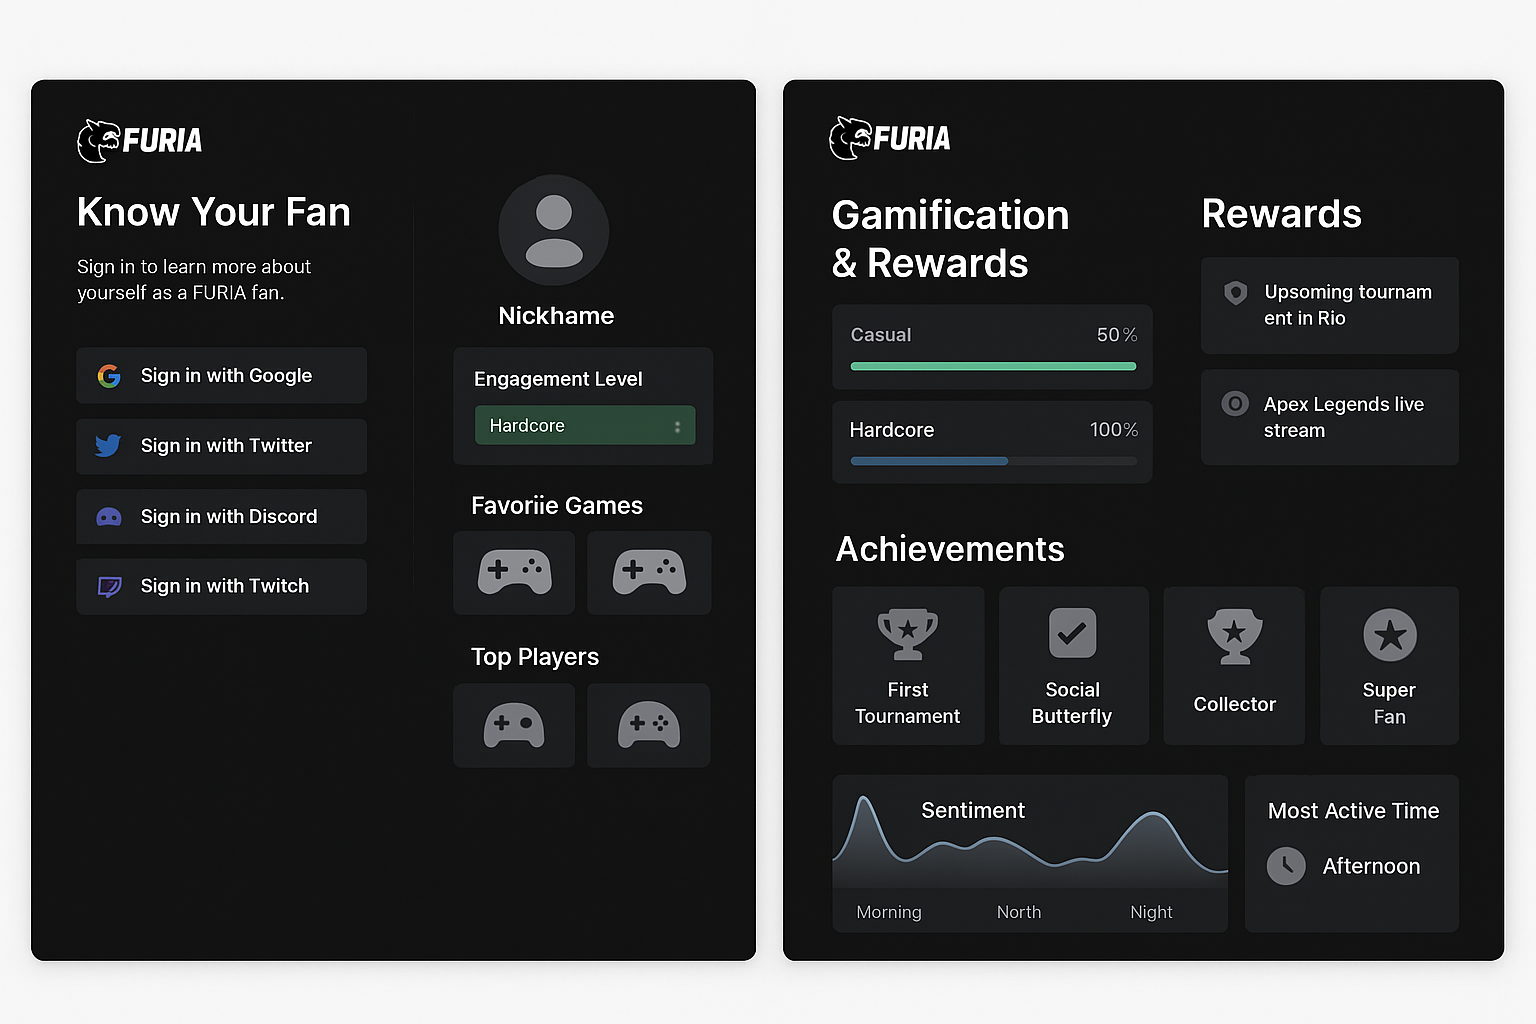 FURIA
Know Your Fan
Sign in to learn more about
yourself as a FURIA fan.
Sign in with Google
Sign in with Twitter
Sign in with Discord
Sign in with Twitch
Nickhame
Engagement Level
Hardcore
Favoriie Games
Top Players
FURIA
Gamification
& Rewards
Casual 50%
Hardcore 100%
Rewards
Upsoming tournam
ent in Rio
Apex Legends live
stream
Achievements
First
Tournament
Social
Butterfly
Collector
Super
Fan
Sentiment
Morning North Night
Most Active Time
Afternoon